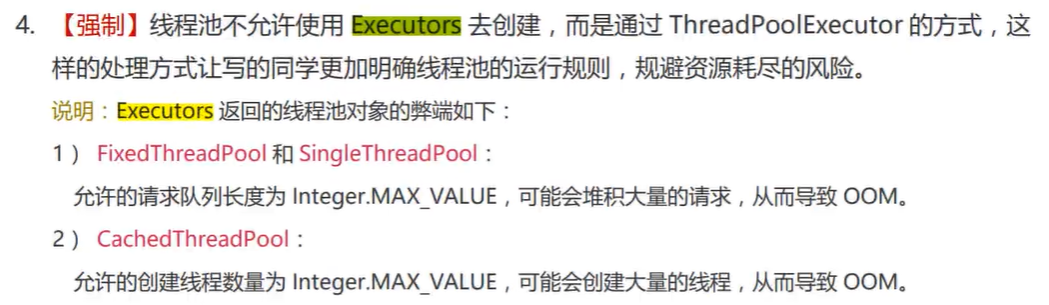 4. 【强制】线程池不允许使用 Executors 去创建，而是通过 ThreadPoolExecutor 的方式，这
样的处理方式让写的同学更加明确线程池的运行规则，规避资源耗尽的风险。
说明：Executors 返回的线程池对象的弊端如下：
1） FixedThreadPool 和 SingleThreadPool：
允许的请求队列长度为 Integer.MAX_VALUE，可能会堆积大量的请求，从而导致 OOM。
2） CachedThreadPool：
允许的创建线程数量为 Integer.MAX_VALUE，可能会创建大量的线程，从而导致 OOM。